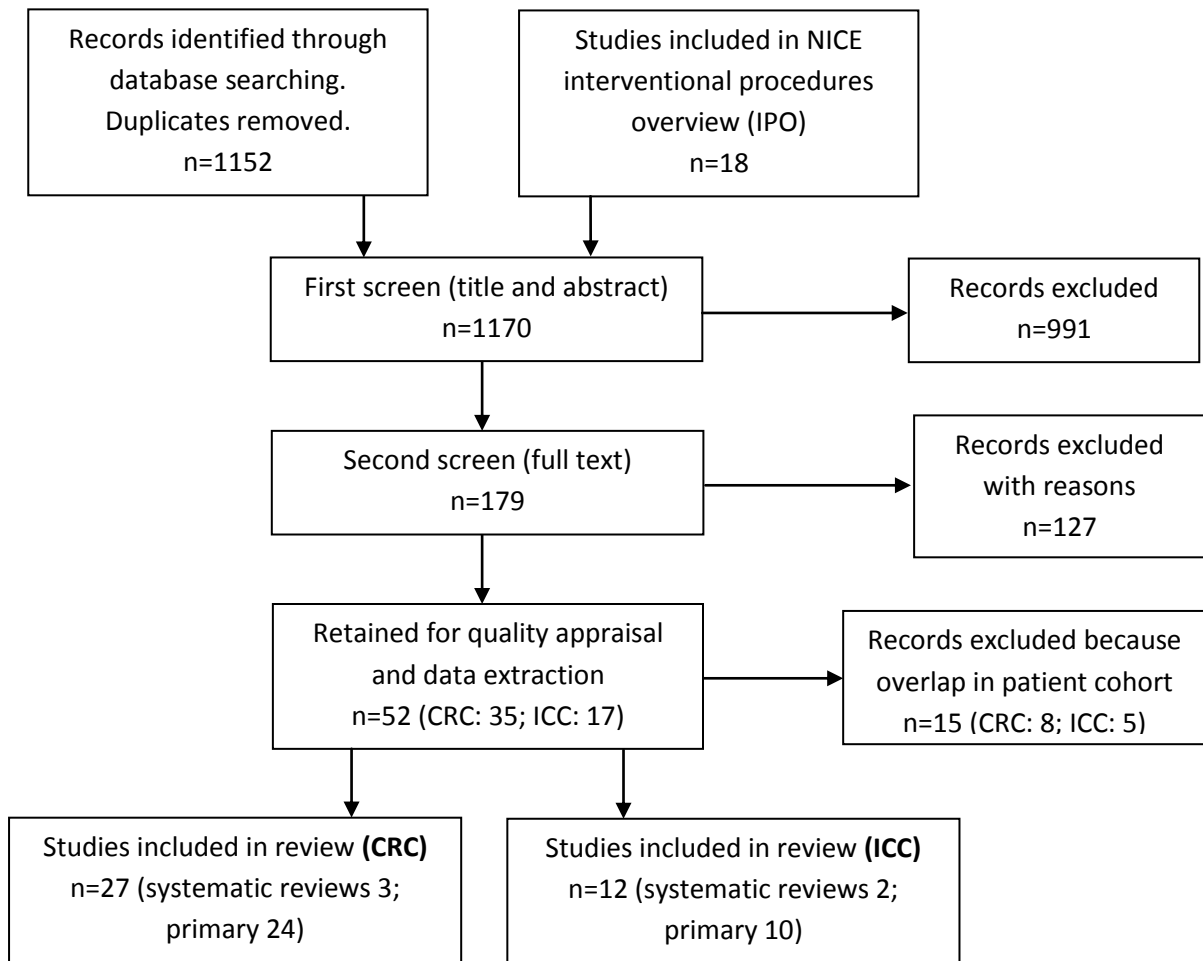 Records identified through
database searching.
Duplicates removed.
n=1152
Studies included in NICE
interventional procedures
overview (IPO)
n=18
First screen (title and abstract)
n=1170
Records excluded
n=991
Second screen (full text)
n=179
Records excluded
with reasons
n=127
Retained for quality appraisal
and data extraction
n=52 (CRC: 35; ICC: 17)
Records excluded because
overlap in patient cohort
n=15 (CRC: 8; ICC: 5)
Studies included in review (CRC)
n=27 (systematic reviews 3;
primary 24)
Studies included in review (ICC)
n=12 (systematic reviews 2;
primary 10)